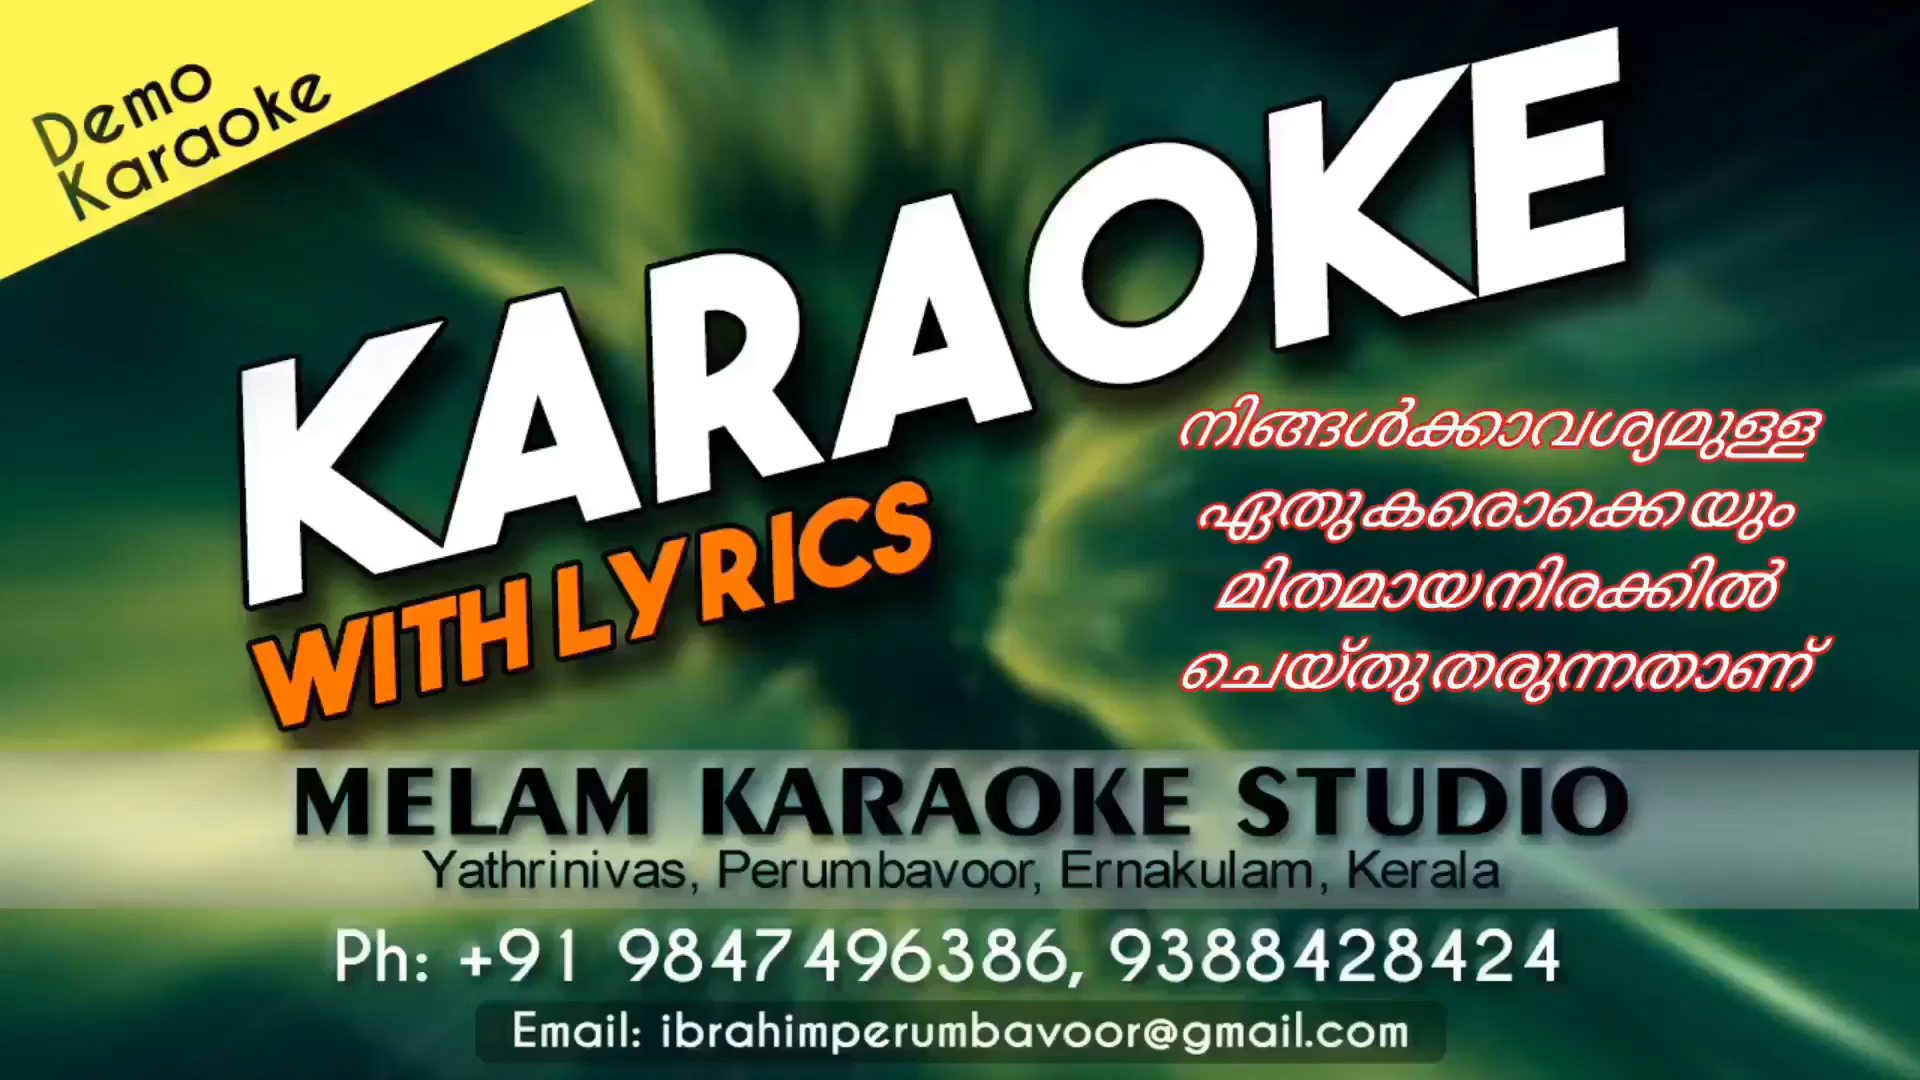 Demo
Karaoke
KARAOKE
WITH LYRICS
നിങ്ങൾക്കാവശ്യമുള്ള
ഏതു കരൊക്കെയും
മിതമായ നിരക്കിൽ
ചെയ്തു തരുന്നതാണ്
MELAM KARAOKE STUDIO
Yathrinivas, Perumbavoor, Ernakulam, Kerala
Ph: +91 9847496386, 9388428424
Email: ibrahimperumbavoor@gmail.com